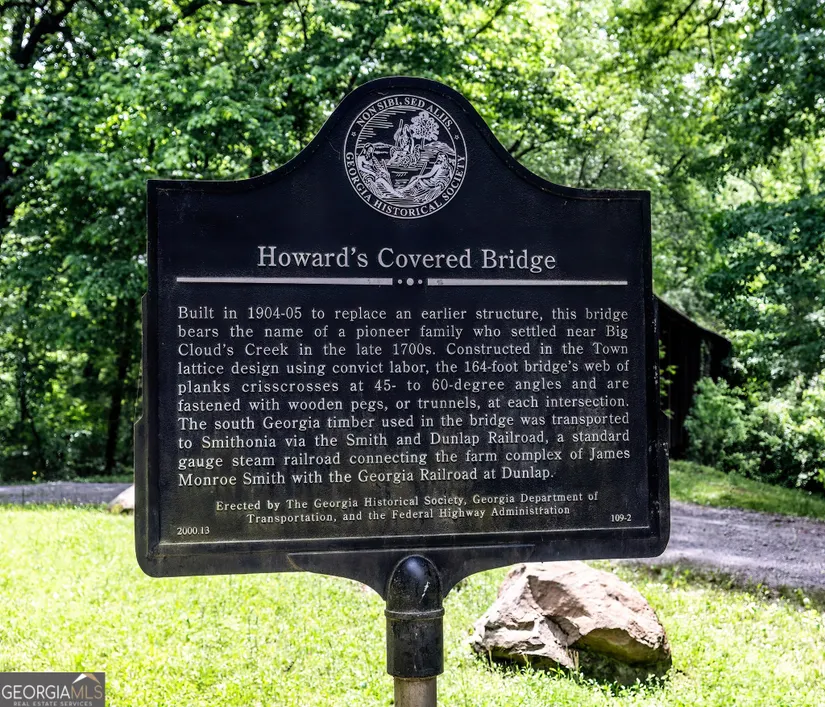 NON SIBI, SED ALIIS.
GEORGIA HISTORICAL SOCIETY
Howard's Covered Bridge
Built in 1904-05 to replace an earlier structure, this bridge
bears the name of a pioneer family who settled near Big
Cloud's Creek in the late 1700s. Constructed in the Town
lattice design using convict labor, the 164-foot bridge's web of
planks crisscrosses at 45- to 60-degree angles and are
fastened with wooden pegs, or trunnels, at each intersection.
The south Georgia timber used in the bridge was transported
to Smithonia via the Smith and Dunlap Railroad, a standard
gauge steam railroad connecting the farm complex of James
Monroe Smith with the Georgia Railroad at Dunlap.
Erected by The Georgia Historical Society, Georgia Department of
Transportation, and the Federal Highway Administration
2000.13 109-2
GEORGIAMLS
REAL ESTATE SERVICES